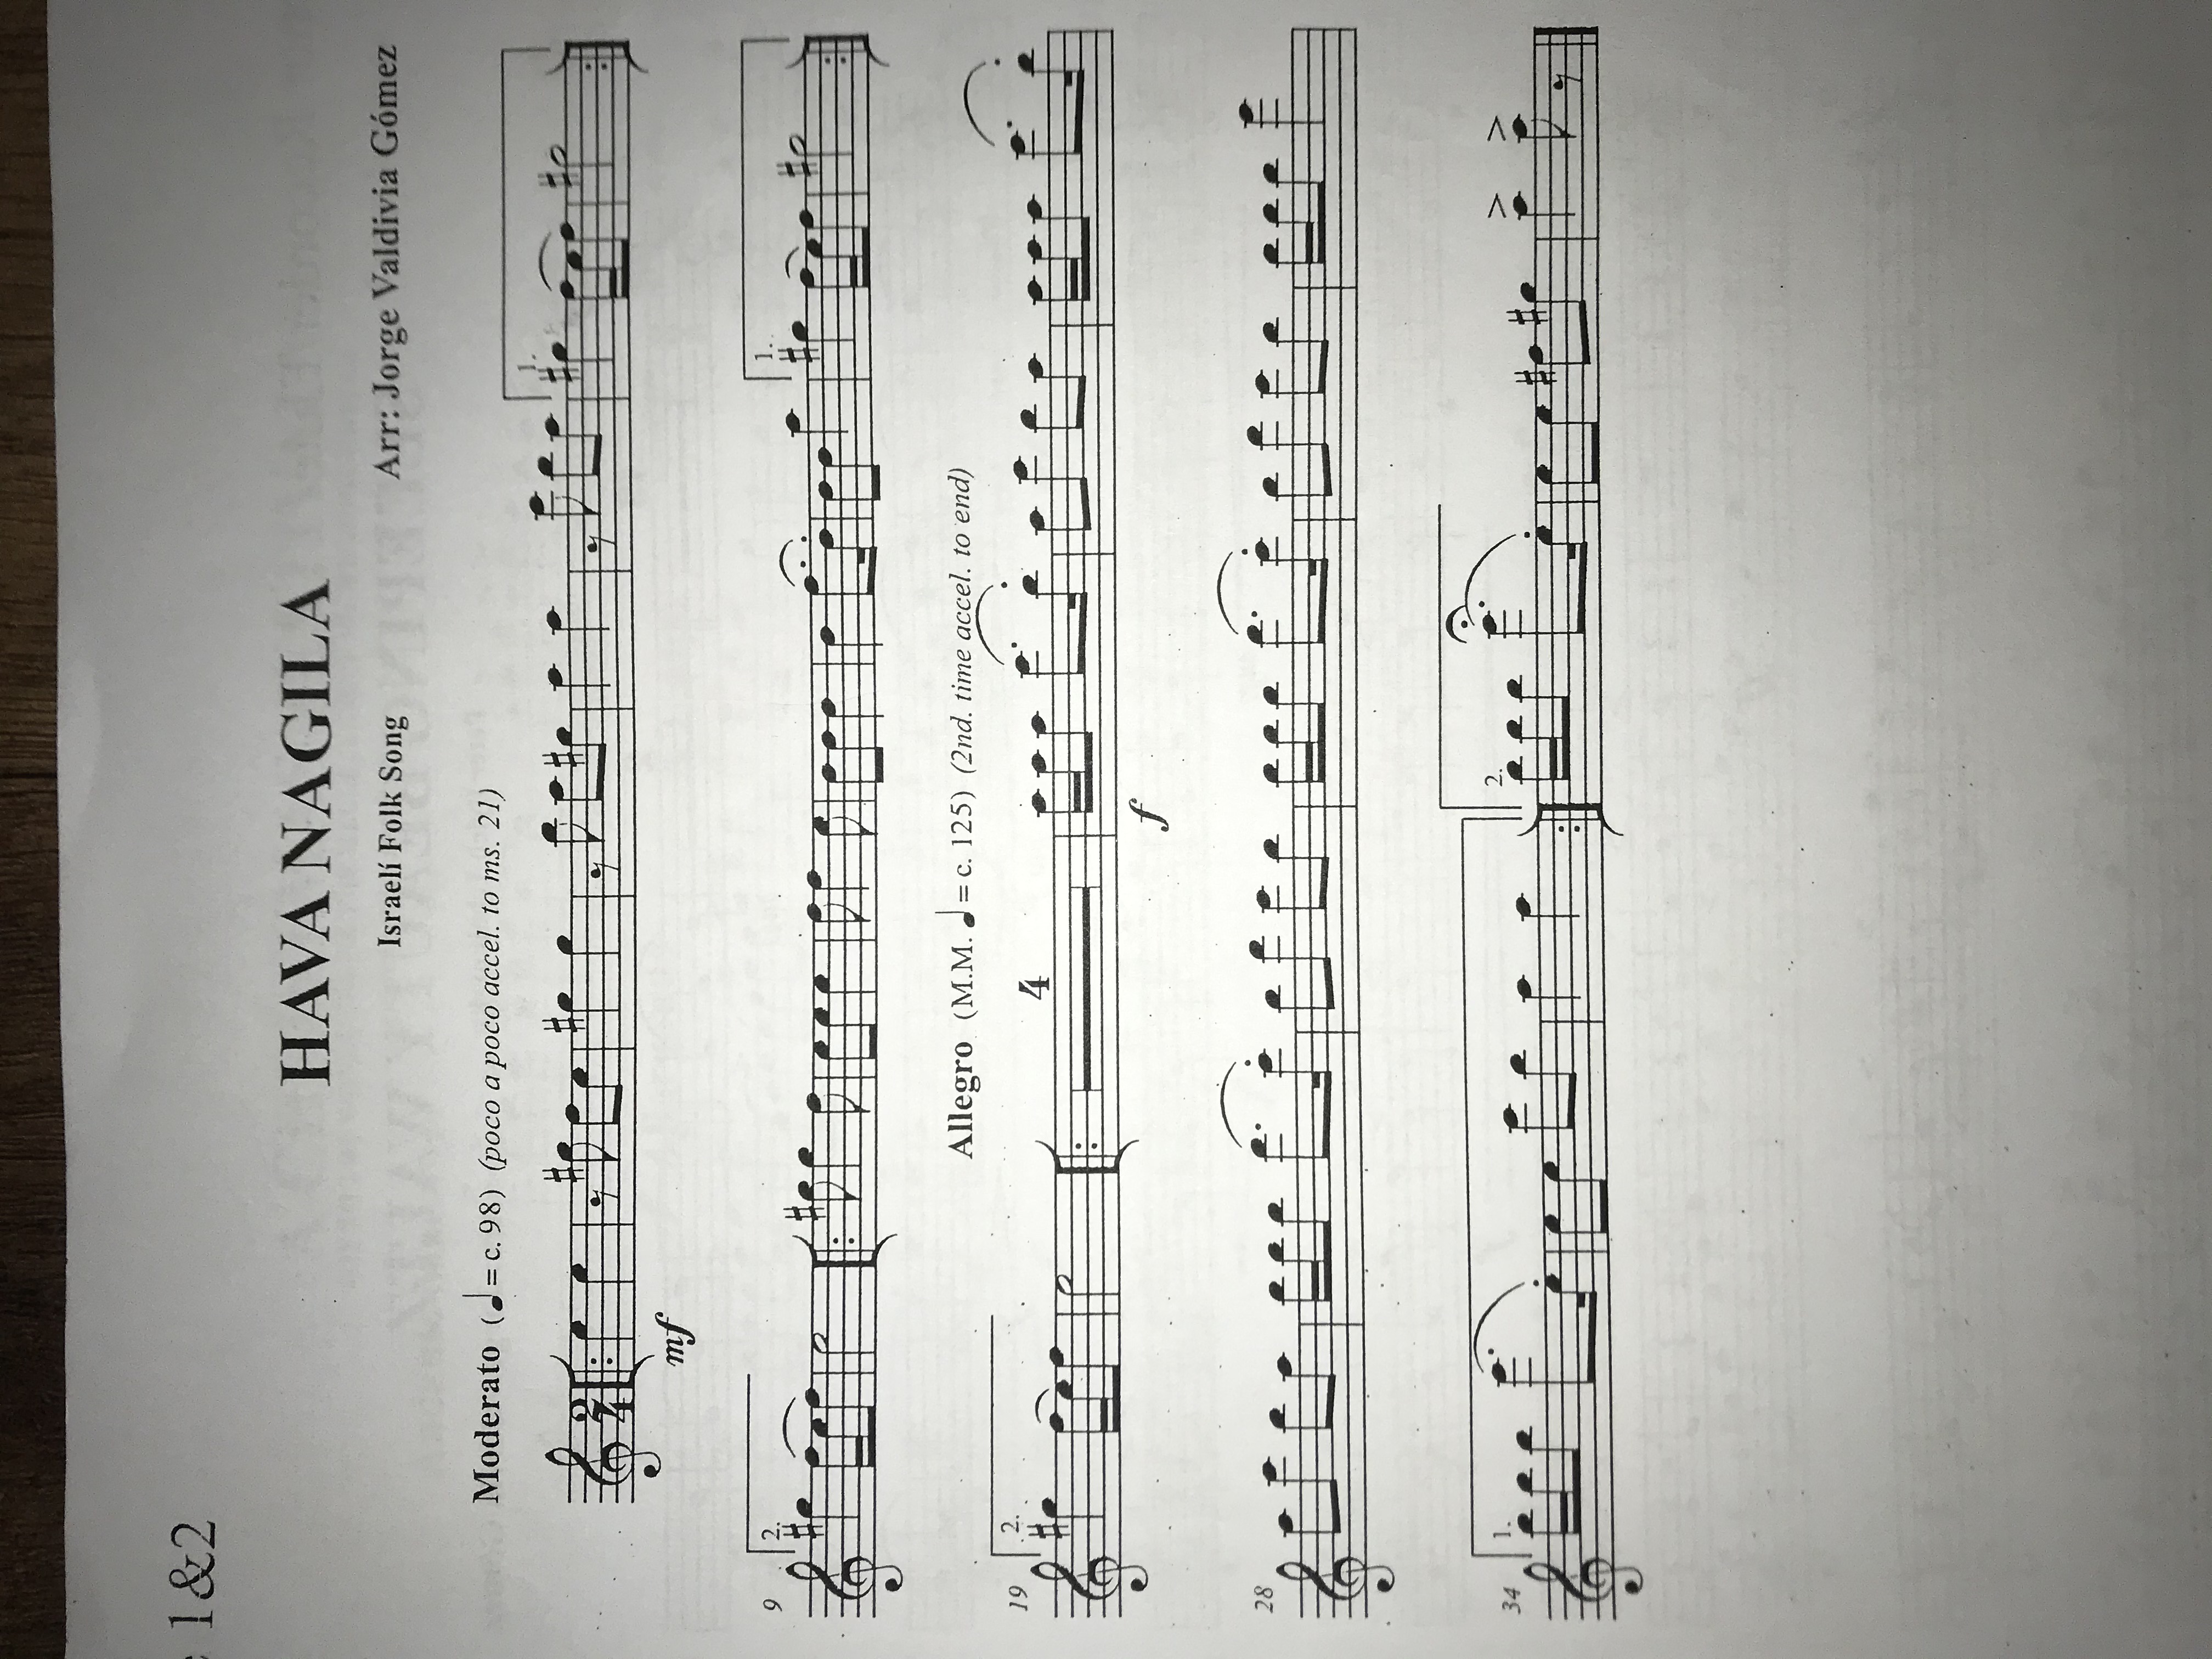 1&2
HAVA NAGILA
Israelí Folk Song
Arr: Jorge Valdivia Gómez
Moderato (♩ = c. 98) (poco a poco accel. to ms. 21)
1.
2
4
mf
9
2.
1.
Allegro (M.M. ♩ = c. 125) (2nd. time accel. to end)
19
2.
4
f
28
34
1.
2.